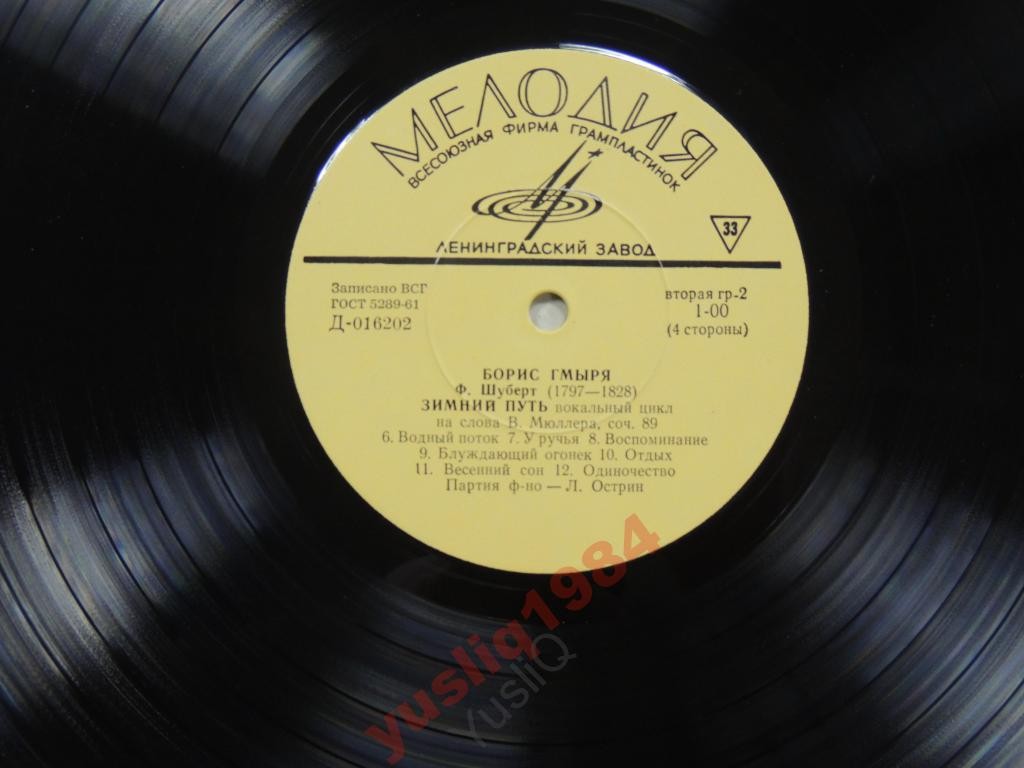 МЕЛОДИЯ
ВСЕСОЮЗНАЯ ФИРМА ГРАМПЛАСТИНОК
ЛЕНИНГРАДСКИЙ ЗАВОД
33
Записано ВСГ
ГОСТ 5289-61
Д-016202
вторая гр-2
1-00
(4 стороны)
БОРИС ГМЫРЯ
Ф. Шуберт (1797—1828)
ЗИМНИЙ ПУТЬ вокальный цикл
на слова В. Мюллера, соч. 89
6. Водный поток 7. У ручья 8. Воспоминание
9. Блуждающий огонек 10. Отдых
11. Весенний сон 12. Одиночество
Партия ф-но — Л. Острин
yusliq1984
YusliQ